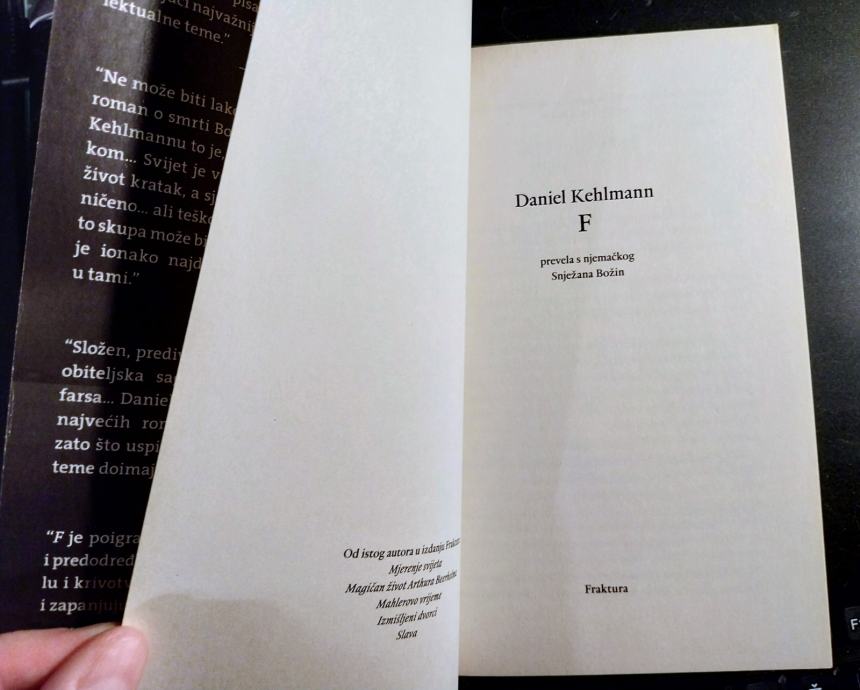 najvažnij
lektualne teme.”
“Ne može biti lak
roman o smrti Bo
Kehlmannu to je,
kom... Svijet je v
život kratak, a sj
ničeno... ali teško
to skupa može bi
je ionako najd
u tami.”
“Složen, predi
obiteljska sa
farsa... Danie
najvećih ror
zato što uspi
teme doimaj
“F je poigra
i predodred
lu i krivotv
i zapanjuju
Od istog autora u izdanju Frakture
Mjerenje svijeta
Magičan život Arthura Beerholma
Mahlerovo vrijeme
Izmišljeni dvorci
Slava
Daniel Kehlmann
F
prevela s njemačkog
Snježana Božin
Fraktura